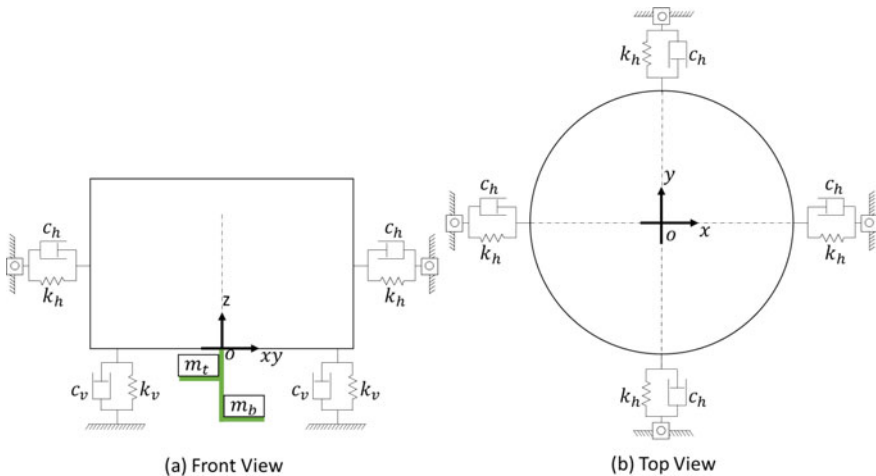 k_h
c_h
c_h
k_h
y
o
x
c_h
k_h
c_h
k_h
z
c_h
k_h
o
xy
m_t
c_v
k_v
m_b
c_v
k_v
k_h
c_h
(a) Front View
(b) Top View